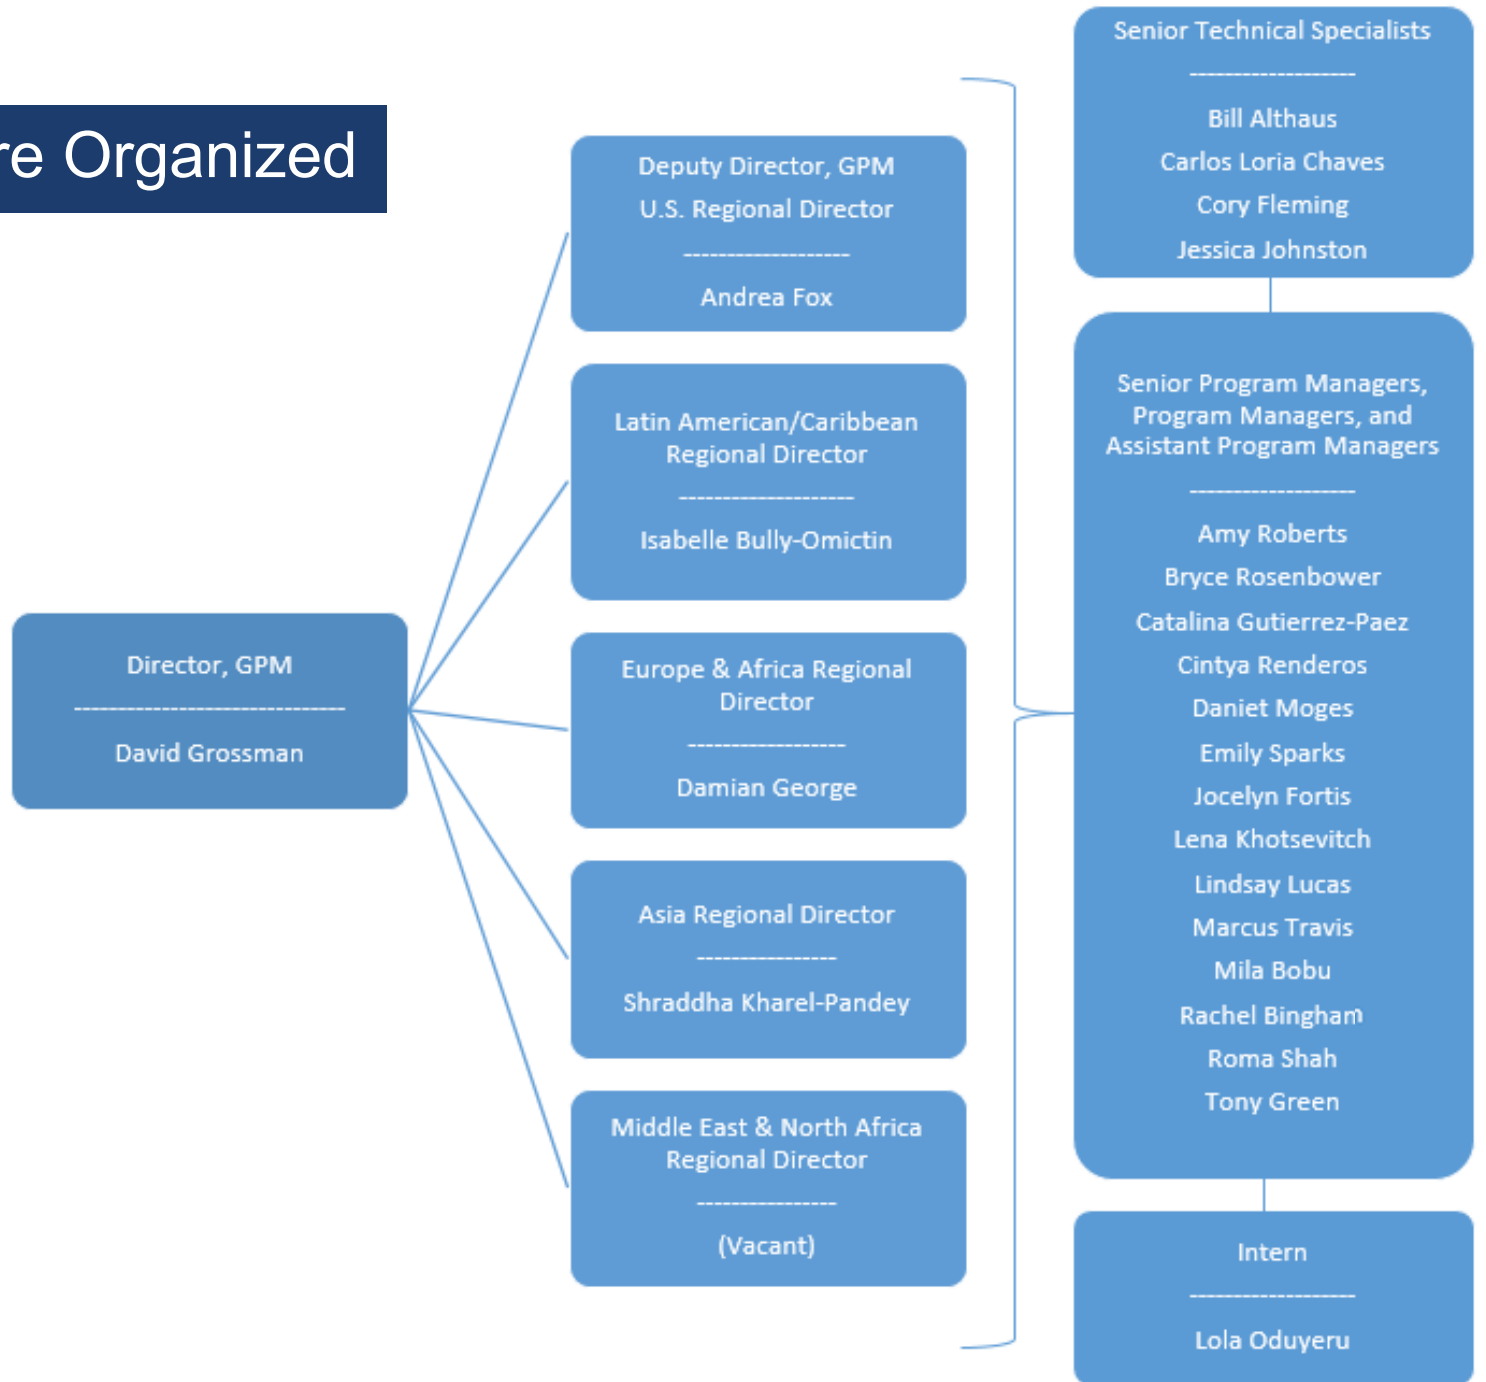 re Organized
Director, GPM
------------------------------
David Grossman
Deputy Director, GPM
U.S. Regional Director
-------------------
Andrea Fox
Latin American/Caribbean
Regional Director
--------------------
Isabelle Bully-Omictin
Europe & Africa Regional
Director
------------------
Damian George
Asia Regional Director
----------------
Shraddha Kharel-Pandey
Middle East & North Africa
Regional Director
----------------
(Vacant)
Senior Technical Specialists
-------------------
Bill Althaus
Carlos Loria Chaves
Cory Fleming
Jessica Johnston
Senior Program Managers,
Program Managers, and
Assistant Program Managers
-------------------
Amy Roberts
Bryce Rosenbower
Catalina Gutierrez-Paez
Cintya Renderos
Daniet Moges
Emily Sparks
Jocelyn Fortis
Lena Khotsevitch
Lindsay Lucas
Marcus Travis
Mila Bobu
Rachel Bingham
Roma Shah
Tony Green
Intern
-------------------
Lola Oduyeru